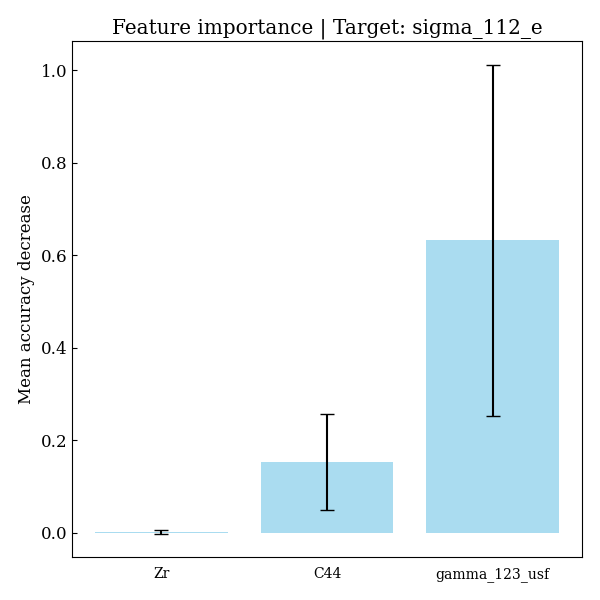 Feature importance | Target: sigma_112_e
Mean accuracy decrease
1.0
0.8
0.6
0.4
0.2
0.0
Zr
C44
gamma_123_usf